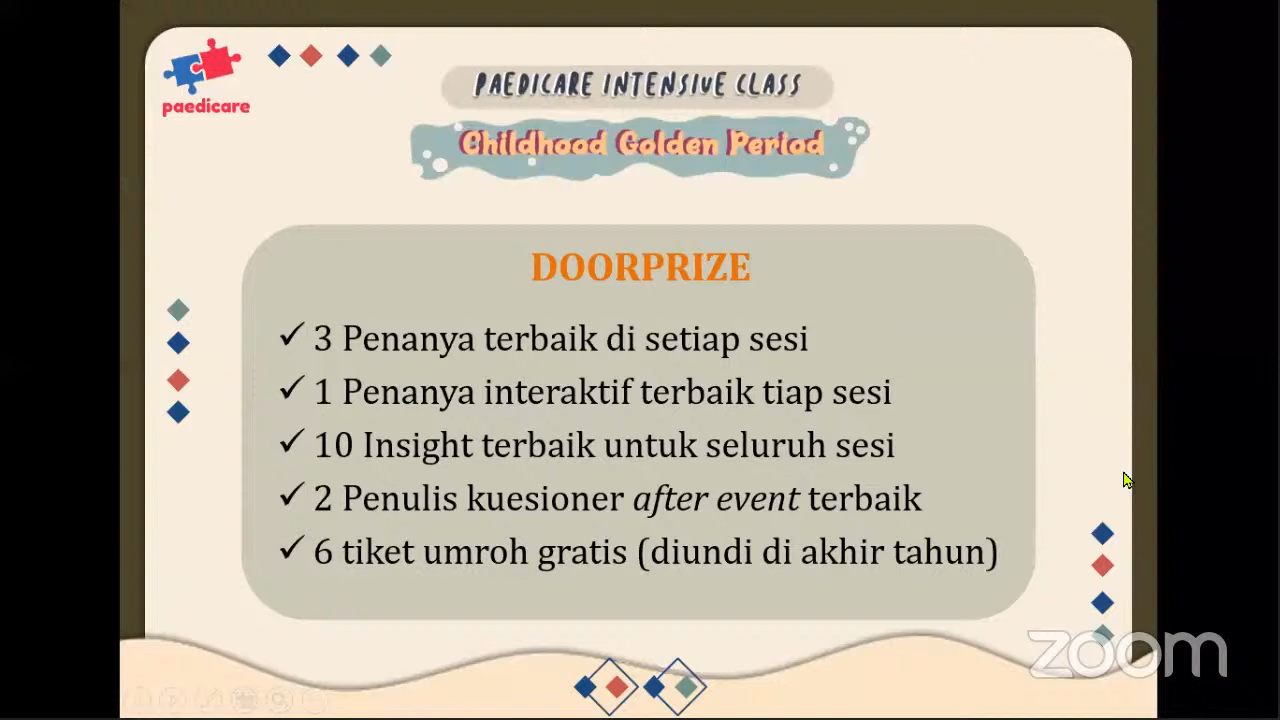 paedicare
PAEDICARE INTENSIVE CLASS
Childhood Golden Period
DOORPRIZE
✓ 3 Penanya terbaik di setiap sesi
✓ 1 Penanya interaktif terbaik tiap sesi
✓ 10 Insight terbaik untuk seluruh sesi
✓ 2 Penulis kuesioner after event terbaik
✓ 6 tiket umroh gratis (diundi di akhir tahun)
zoom